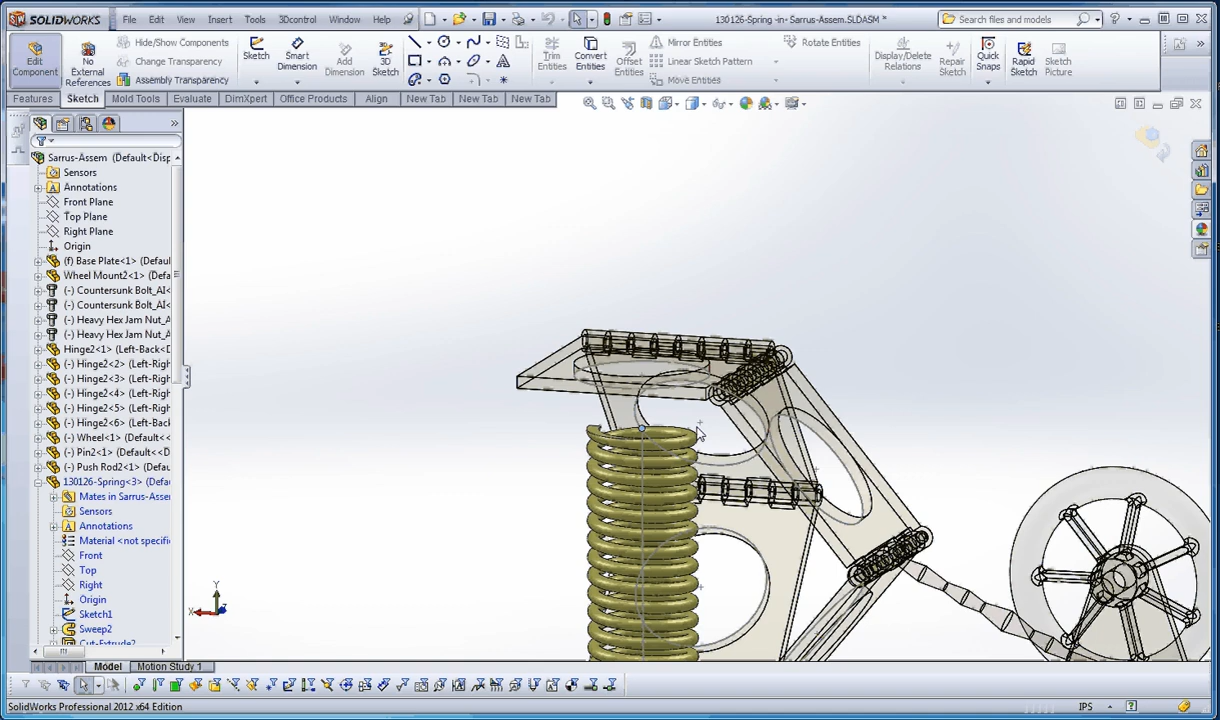 SOLIDWORKS File Edit View Insert Tools 3Dcontrol Window Help 130126-Spring -in+ Sarrus-Assem.SLDASM * Search files and models
Edit Component
No External References
Hide/Show Components
Change Transparency
Assembly Transparency
3D Sketch
Sketch
Smart Dimension
Add Dimension
3D Sketch
Trim Entities
Convert Entities
Offset Entities
Mirror Entities
Linear Sketch Pattern
Move Entities
Rotate Entities
Display/Delete Relations
Repair Sketch
Quick Snaps
Rapid Sketch
Sketch Picture
Features Sketch Mold Tools Evaluate DimXpert Office Products Align New Tab New Tab New Tab
Sarrus-Assem (Default<Disp
Sensors
Annotations
Front Plane
Top Plane
Right Plane
Origin
(f) Base Plate<1> (Defaul
Wheel Mount2<1> (Defa
(-) Countersunk Bolt_AI<
(-) Countersunk Bolt_AI<
(-) Heavy Hex Jam Nut_A
(-) Heavy Hex Jam Nut_A
Hinge2<1> (Left-Back<D
(-) Hinge2<2> (Left-Righ
(-) Hinge2<3> (Left-Righ
(-) Hinge2<4> (Left-Righ
(-) Hinge2<5> (Left-Righ
(-) Hinge2<6> (Left-Back
(-) Wheel<1> (Default<<
(-) Pin2<1> (Default<<De
(-) Push Rod2<1> (Defaul
130126-Spring<3> (Defau
Mates in Sarrus-Asser
Sensors
Annotations
Material <not specifi
Front
Top
Right
Origin
Sketch1
Sweep2
Cut-Extrude2
Y
X
Model Motion Study 1
SolidWorks Professional 2012 x64 Edition IPS